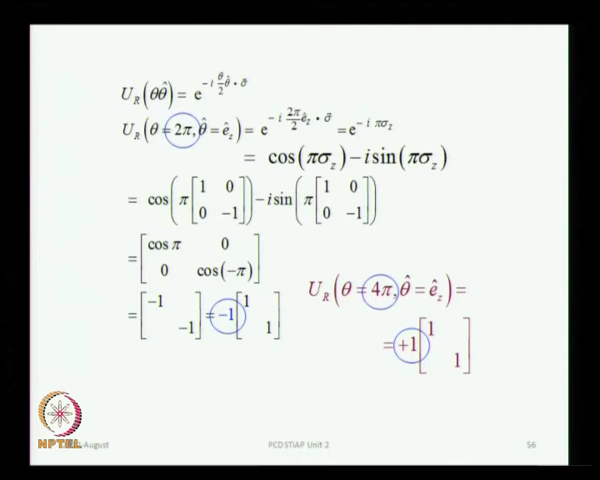 U_R(θθ̂) = e^{-i (θ/2) θ̂ • σ⃗}
U_R(θ = 2π, θ̂ = ê_z) = e^{-i (2π/2) ê_z • σ⃗} = e^{-i πσ_z}
= cos(πσ_z) − i sin(πσ_z)
= cos(π[1 0; 0 −1]) − i sin(π[1 0; 0 −1])
= [cos π 0; 0 cos(−π)]
= [−1 ; −1] = −1[1 ; 1]
U_R(θ = 4π, θ̂ = ê_z) =
= +1[1 ; 1]
NPTEL
August
PCD STiAP Unit 2
56